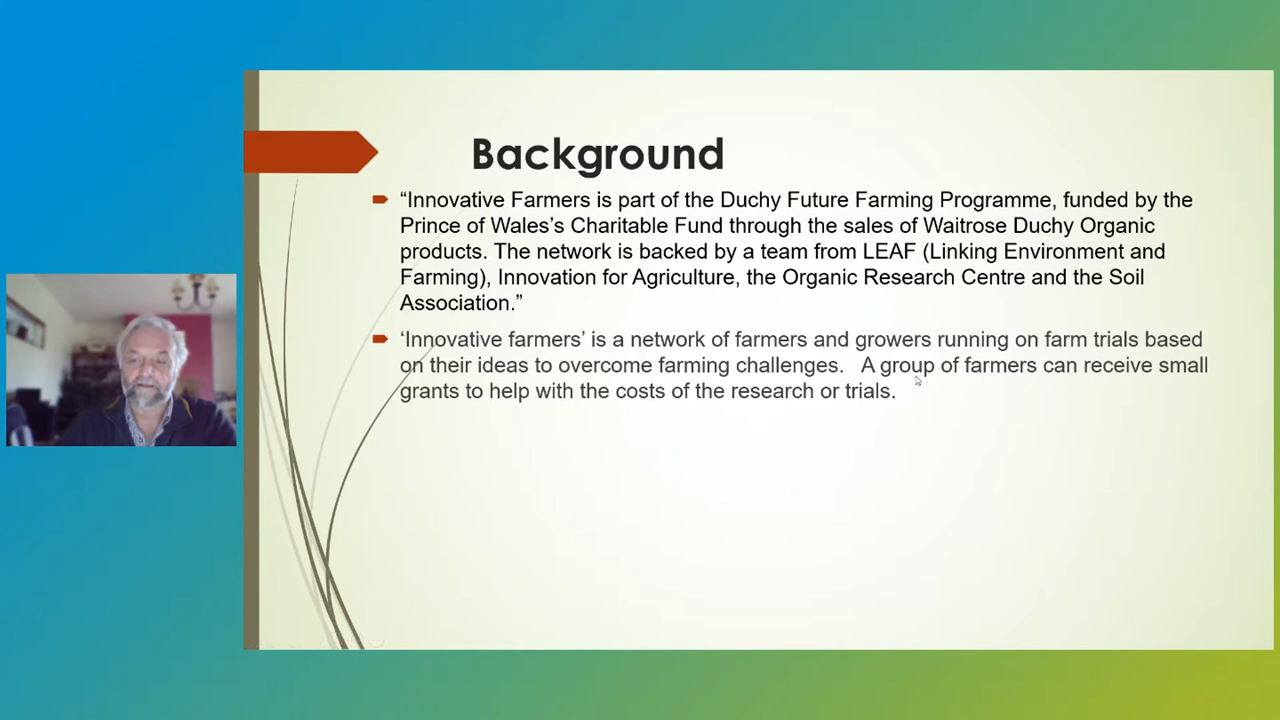 Background
“Innovative Farmers is part of the Duchy Future Farming Programme, funded by the
Prince of Wales’s Charitable Fund through the sales of Waitrose Duchy Organic
products. The network is backed by a team from LEAF (Linking Environment and
Farming), Innovation for Agriculture, the Organic Research Centre and the Soil
Association.”
‘Innovative farmers’ is a network of farmers and growers running on farm trials based
on their ideas to overcome farming challenges.   A group of farmers can receive small
grants to help with the costs of the research or trials.